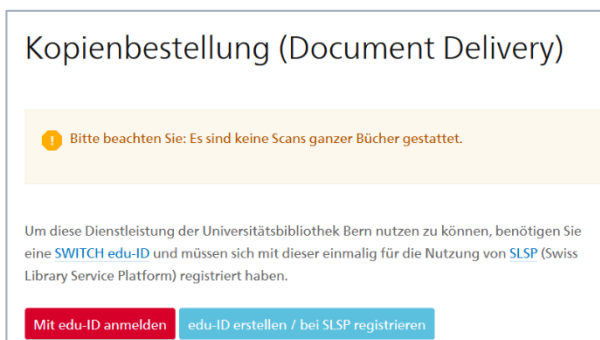 Kopienbestellung (Document Delivery)
Bitte beachten Sie: Es sind keine Scans ganzer Bücher gestattet.
Um diese Dienstleistung der Universitätsbibliothek Bern nutzen zu können, benötigen Sie
eine SWITCH edu-ID und müssen sich mit dieser einmalig für die Nutzung von SLSP (Swiss
Library Service Platform) registriert haben.
Mit edu-ID anmelden edu-ID erstellen / bei SLSP registrieren